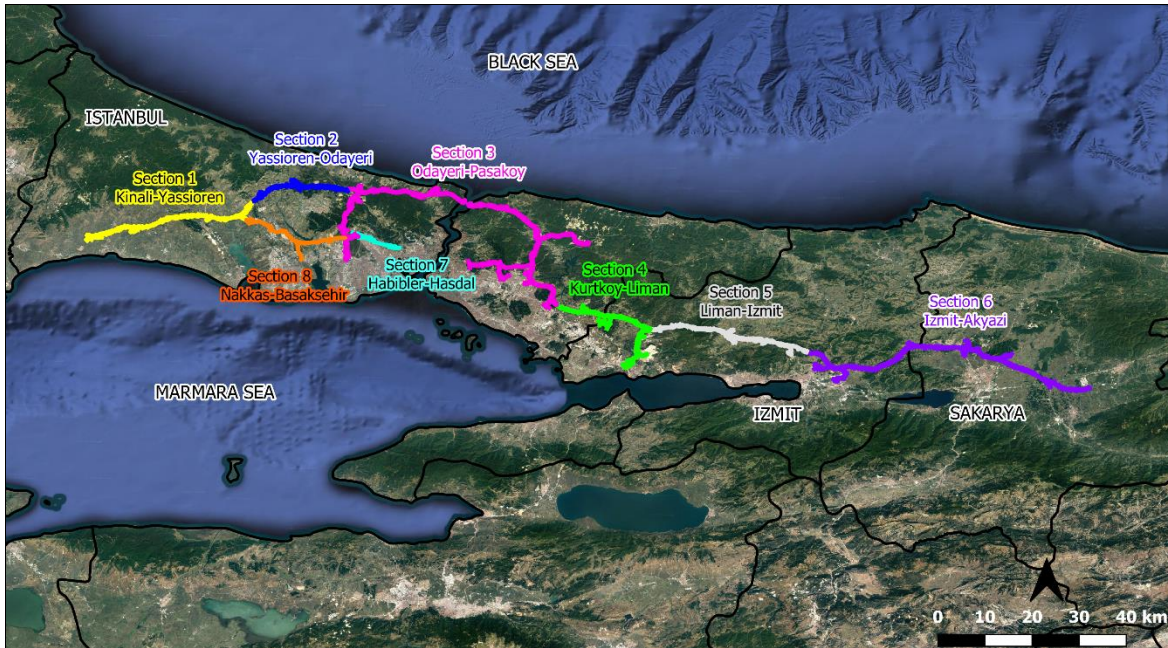 BLACK SEA
ISTANBUL
Section 2
Yassioren-Odayeri
Section 3
Odayeri-Pasakoy
Section 1
Kinali-Yassioren
Section 8
Nakkas-Basaksehir
Section 7
Habibler-Hasdal
Section 4
Kurtkoy-Liman
Section 5
Liman-Izmit
Section 6
Izmit-Akyazi
MARMARA SEA
IZMIT
SAKARYA
0 10 20 30 40 km